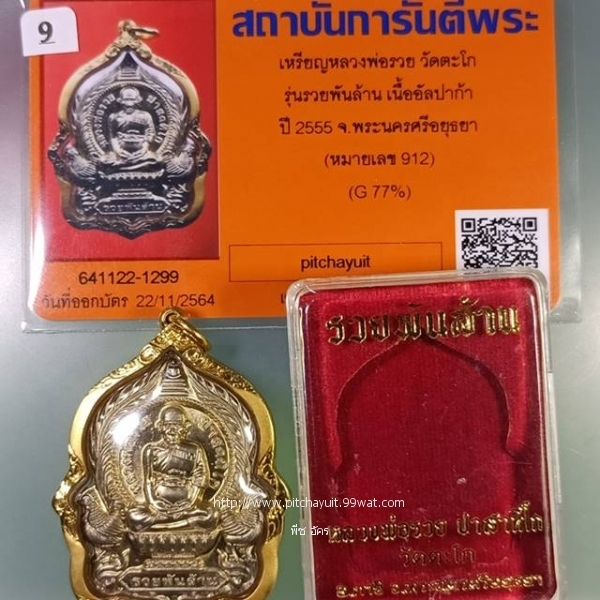 9
สถาบันการันตีพระ
เหรียญหลวงพ่อรวย วัดตะโก
รุ่นรวยพันล้าน เนื้ออัลปาก้า
ปี 2555 จ.พระนครศรีอยุธยา
(หมายเลข 912)
(G 77%)
pitchayuit
641122-1299
วันที่ออกบัตร 22/11/2564
รวยพันล้าน
รวยพันล้าน
รวยพันล้าน
http://www.pitchayuit.99wat.com
พีช อัคร
หลวงพ่อรวย ปาสาทิโก
วัดตะโก